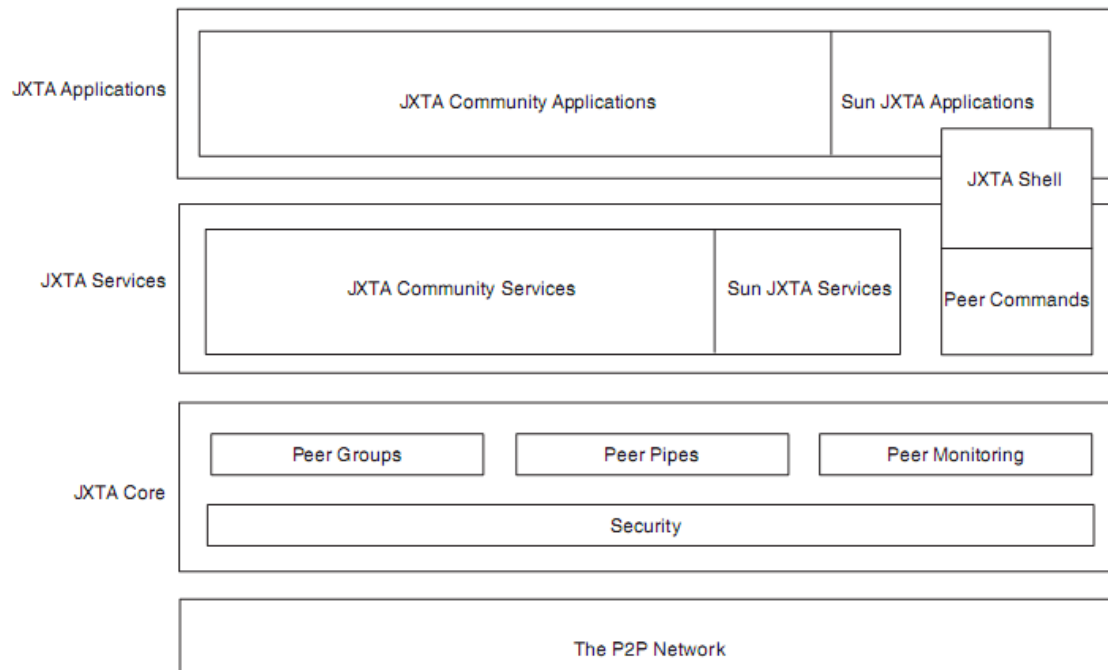 JXTA Applications
JXTA Community Applications
Sun JXTA Applications
JXTA Shell
JXTA Services
JXTA Community Services
Sun JXTA Services
Peer Commands
JXTA Core
Peer Groups
Peer Pipes
Peer Monitoring
Security
The P2P Network